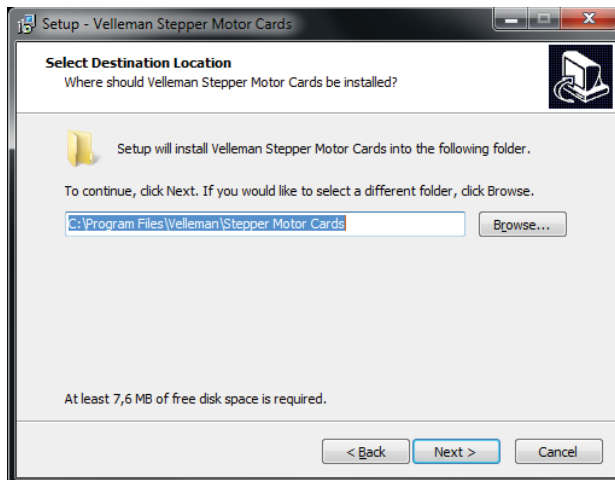 Setup - Velleman Stepper Motor Cards
Select Destination Location
Where should Velleman Stepper Motor Cards be installed?
Setup will install Velleman Stepper Motor Cards into the following folder.
To continue, click Next. If you would like to select a different folder, click Browse.
C:\Program Files\Velleman\Stepper Motor Cards
Browse...
At least 7,6 MB of free disk space is required.
< Back
Next >
Cancel